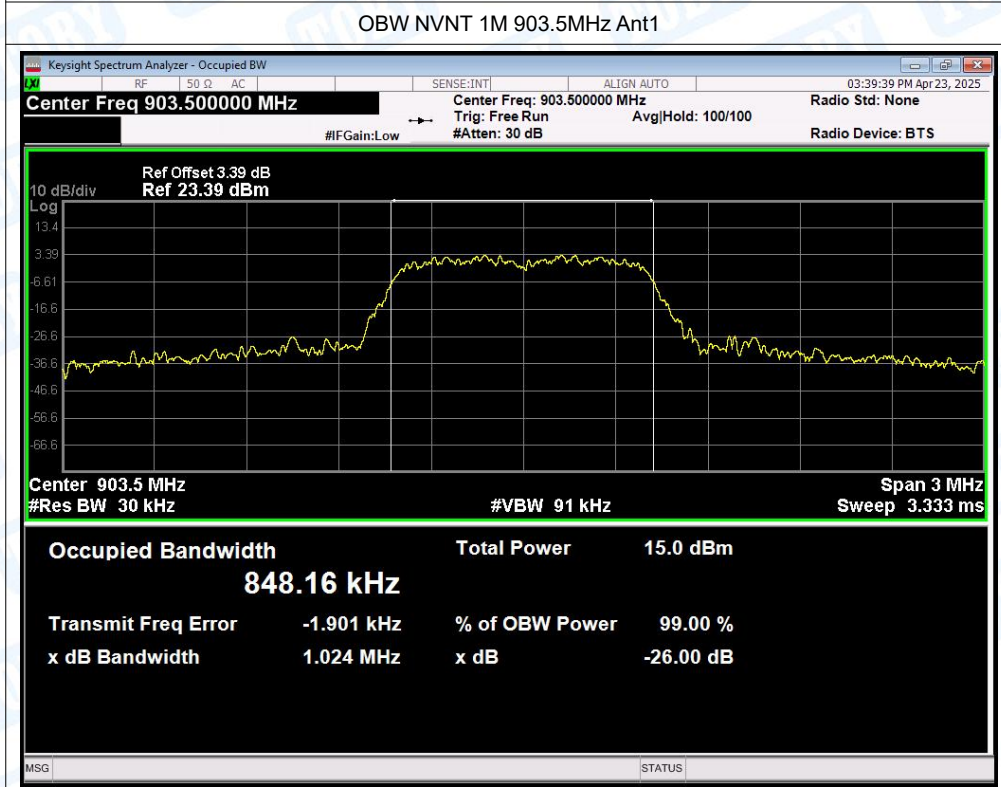 OBW NVNT 1M 903.5MHz Ant1
Keysight Spectrum Analyzer - Occupied BW
LXI RF 50 Ω AC SENSE:INT ALIGN AUTO 03:39:39 PM Apr 23, 2025
Center Freq 903.500000 MHz Center Freq: 903.500000 MHz Radio Std: None
Trig: Free Run Avg|Hold: 100/100
#IFGain:Low #Atten: 30 dB Radio Device: BTS
Ref Offset 3.39 dB
10 dB/div Ref 23.39 dBm
Log
13.4
3.39
-6.61
-16.6
-26.6
-36.6
-46.6
-56.6
-66.6
Center 903.5 MHz Span 3 MHz
#Res BW 30 kHz #VBW 91 kHz Sweep 3.333 ms
Occupied Bandwidth Total Power 15.0 dBm
848.16 kHz
Transmit Freq Error -1.901 kHz % of OBW Power 99.00 %
x dB Bandwidth 1.024 MHz x dB -26.00 dB
MSG STATUS